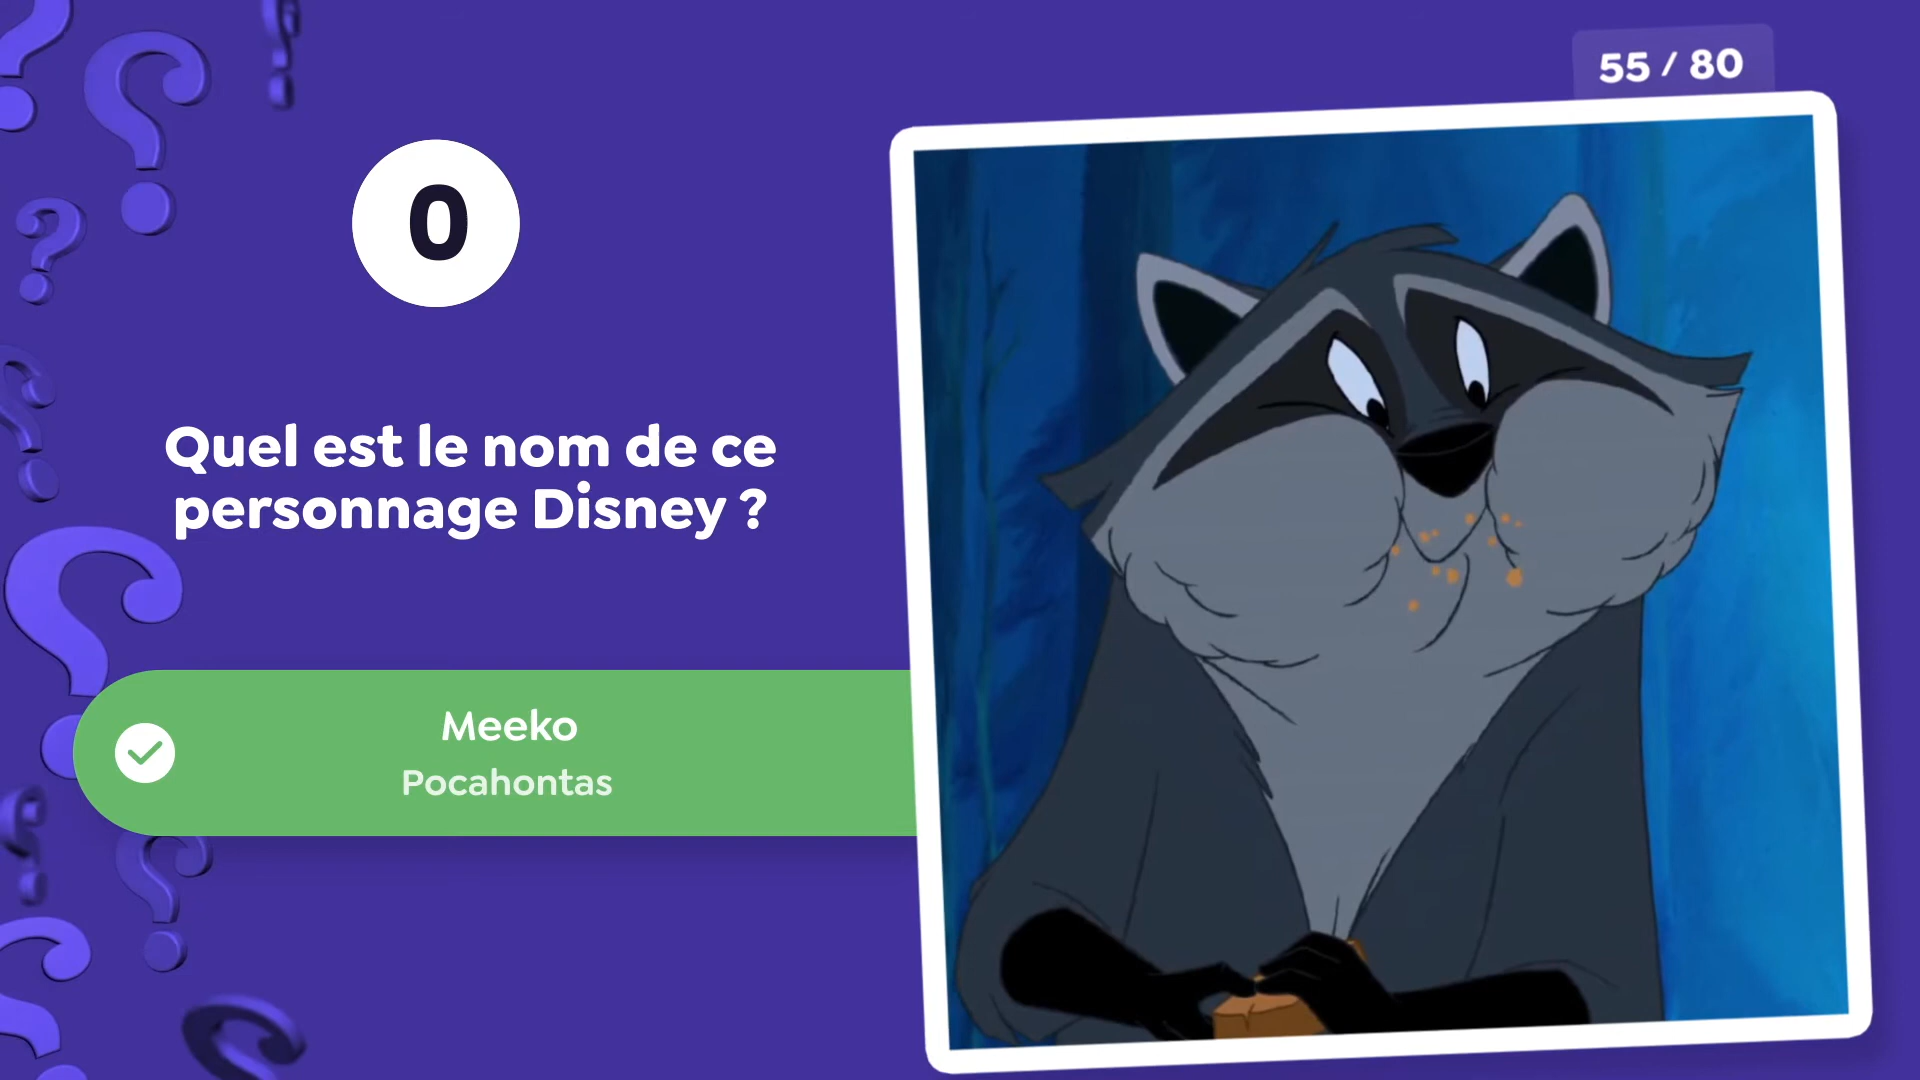 55 / 80
0
Quel est le nom de ce
personnage Disney ?
Meeko
Pocahontas